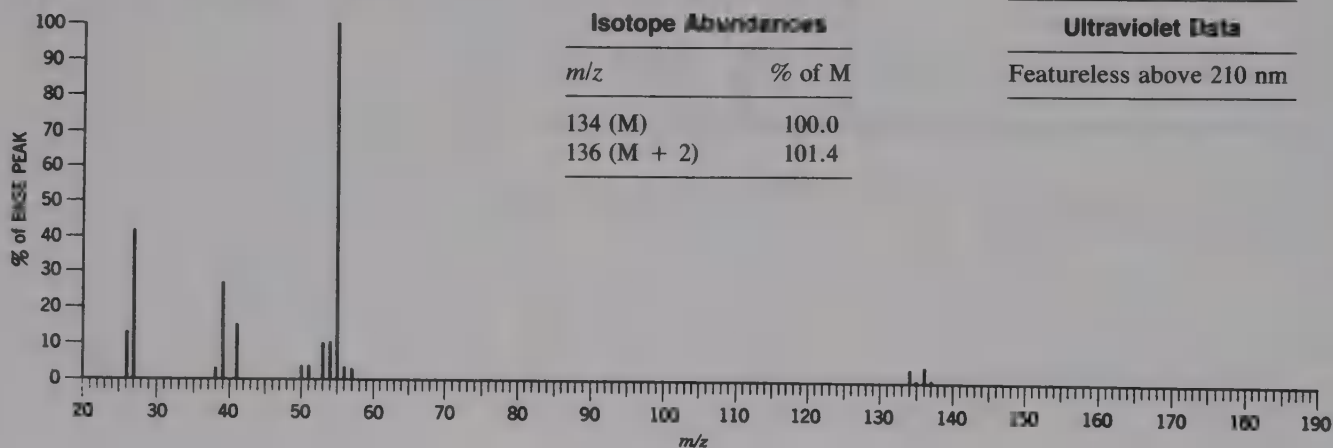 Isotope Abundances
m/z % of M
134 (M) 100.0
136 (M + 2) 101.4
Ultraviolet Data
Featureless above 210 nm
% of BASE PEAK
100
90
80
70
60
50
40
30
20
10
0
20 30 40 50 60 70 80 90 100 110 120 130 140 150 160 170 180 190
m/z